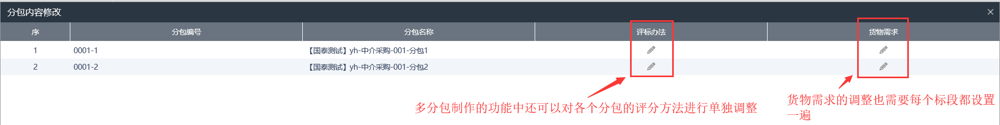 分包内容修改
序 分包编号 分包名称 评标办法 货物需求
1 0001-1 【国泰测试】yh-中介采购-001-分包1
2 0001-2 【国泰测试】yh-中介采购-001-分包2
多分包制作的功能中还可以对各个分包的评分方法进行单独调整
货物需求的调整也需要每个标段都设置
一遍